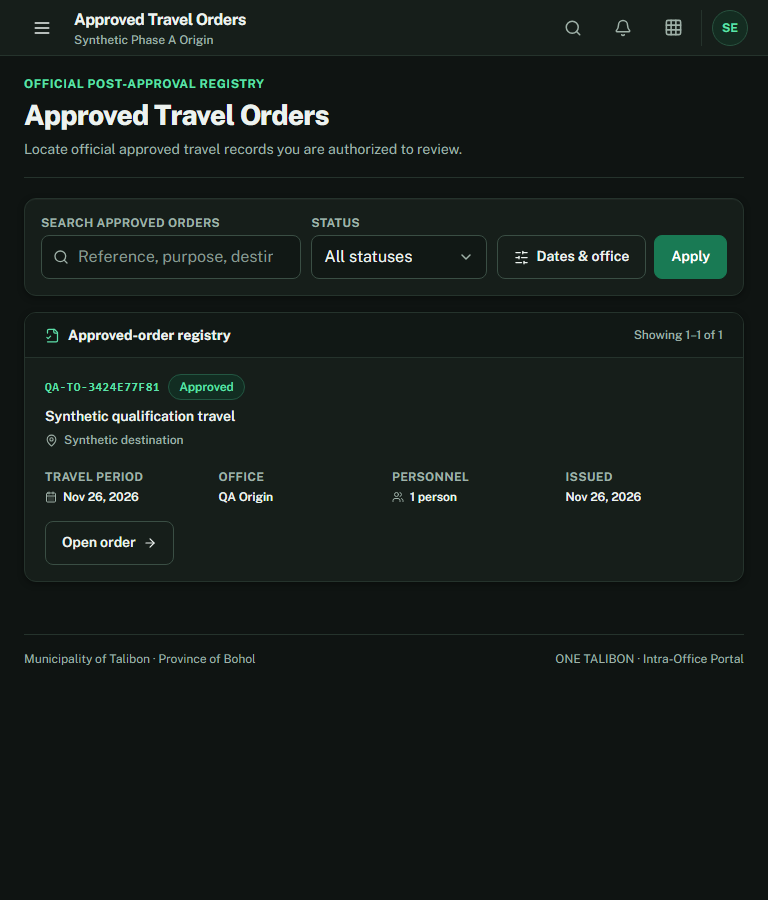 Approved Travel Orders
Synthetic Phase A Origin
SE
OFFICIAL POST-APPROVAL REGISTRY
Approved Travel Orders
Locate official approved travel records you are authorized to review.
SEARCH APPROVED ORDERS
STATUS
Reference, purpose, destir
All statuses
Dates & office
Apply
Approved-order registry
Showing 1–1 of 1
QA-TO-3424E77F81
Approved
Synthetic qualification travel
Synthetic destination
TRAVEL PERIOD
Nov 26, 2026
OFFICE
QA Origin
PERSONNEL
1 person
ISSUED
Nov 26, 2026
Open order
Municipality of Talibon · Province of Bohol
ONE TALIBON · Intra-Office Portal